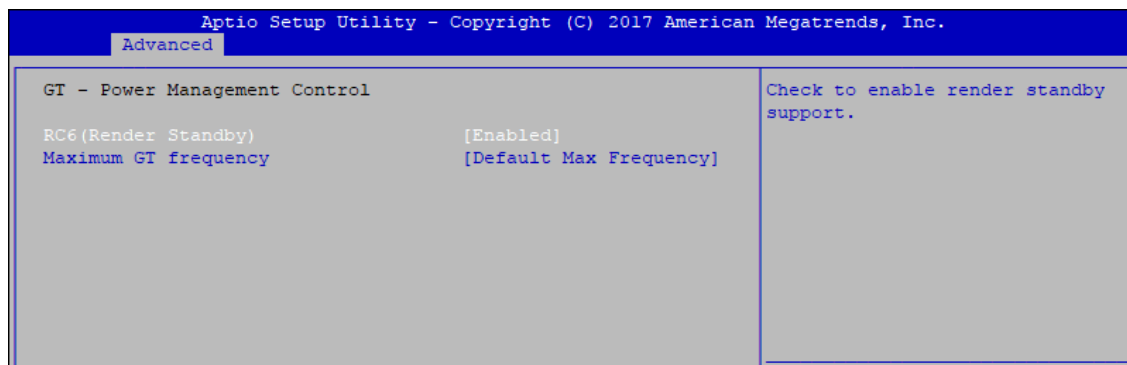 Aptio Setup Utility - Copyright (C) 2017 American Megatrends, Inc.
Advanced
GT - Power Management Control
RC6(Render Standby) [Enabled]
Maximum GT frequency [Default Max Frequency]
Check to enable render standby
support.